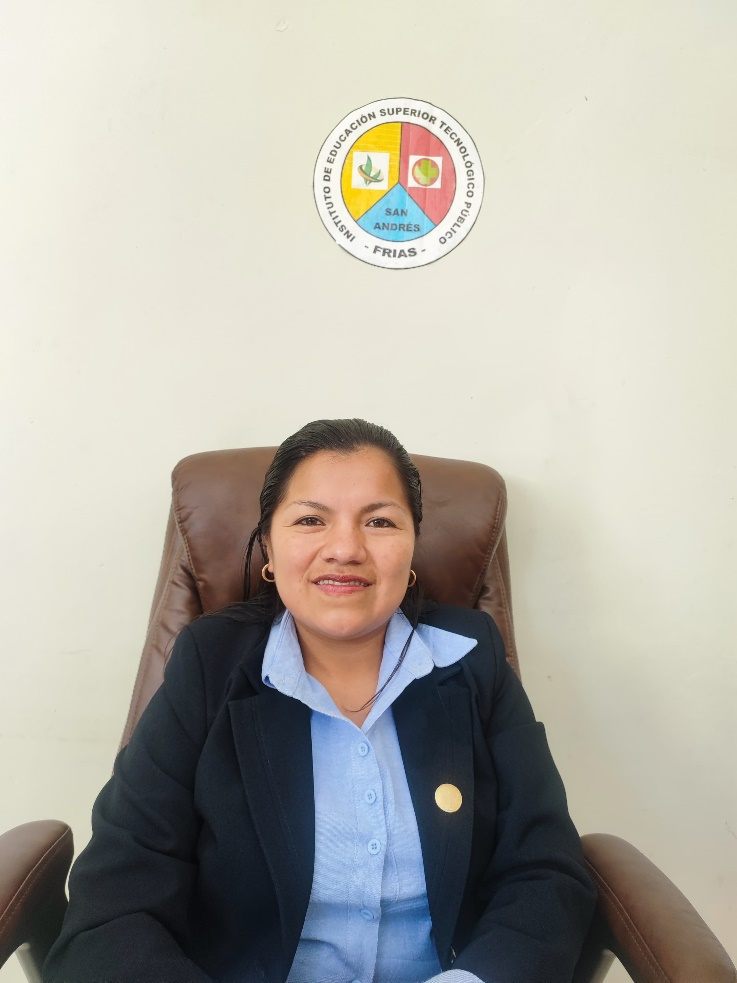 INSTITUTO DE EDUCACIÓN SUPERIOR TECNOLÓGICO PÚBLICO
SAN
ANDRÉS
- FRIAS -